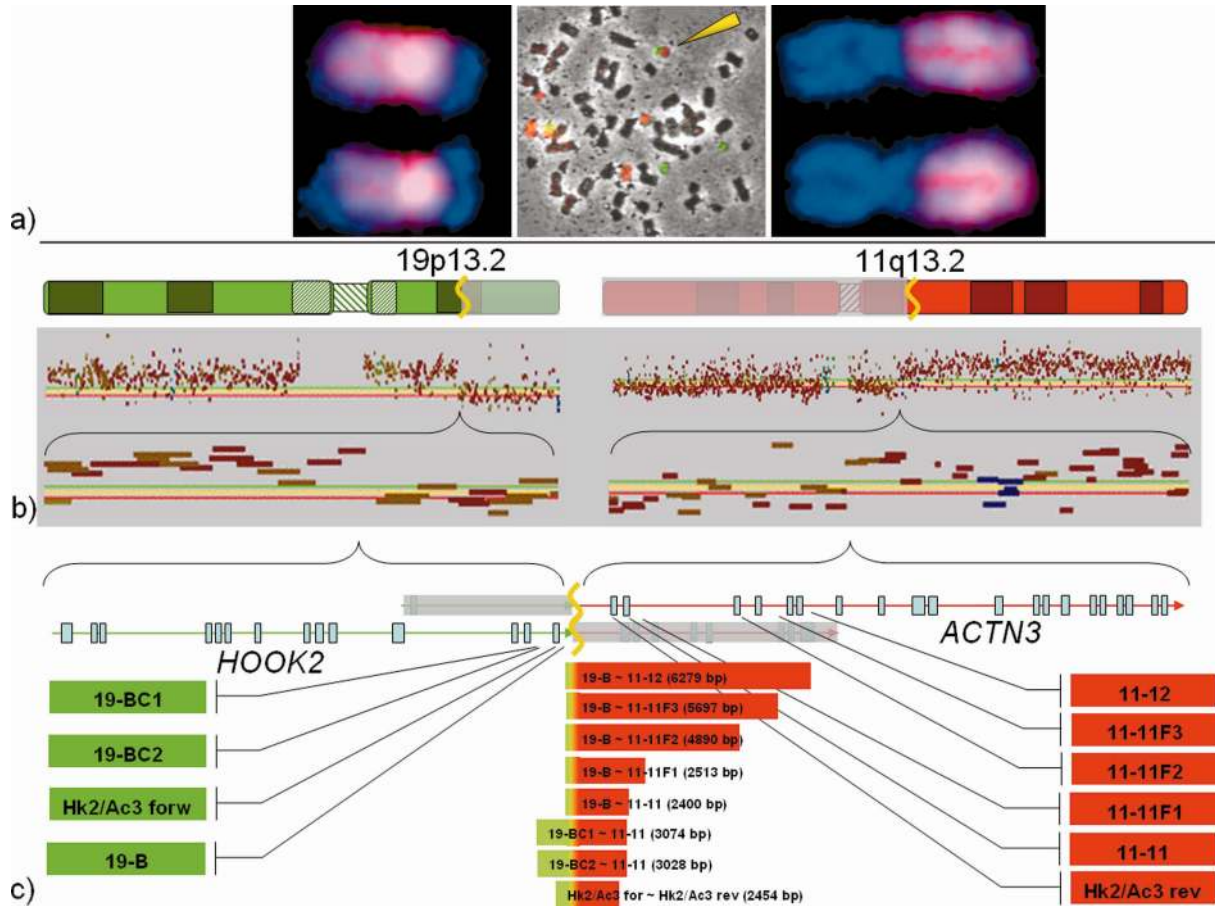 a)
19p13.2
11q13.2
b)
HOOK2
ACTN3
19-BC1
19-BC2
Hk2/Ac3 forw
19-B
19-B ~ 11-12 (6279 bp)
19-B ~ 11-11F3 (5697 bp)
19-B ~ 11-11F2 (4890 bp)
19-B ~ 11-11F1 (2513 bp)
19-B ~ 11-11 (2400 bp)
19-BC1 ~ 11-11 (3074 bp)
19-BC2 ~ 11-11 (3028 bp)
Hk2/Ac3 for ~ Hk2/Ac3 rev (2454 bp)
11-12
11-11F3
11-11F2
11-11F1
11-11
Hk2/Ac3 rev
c)